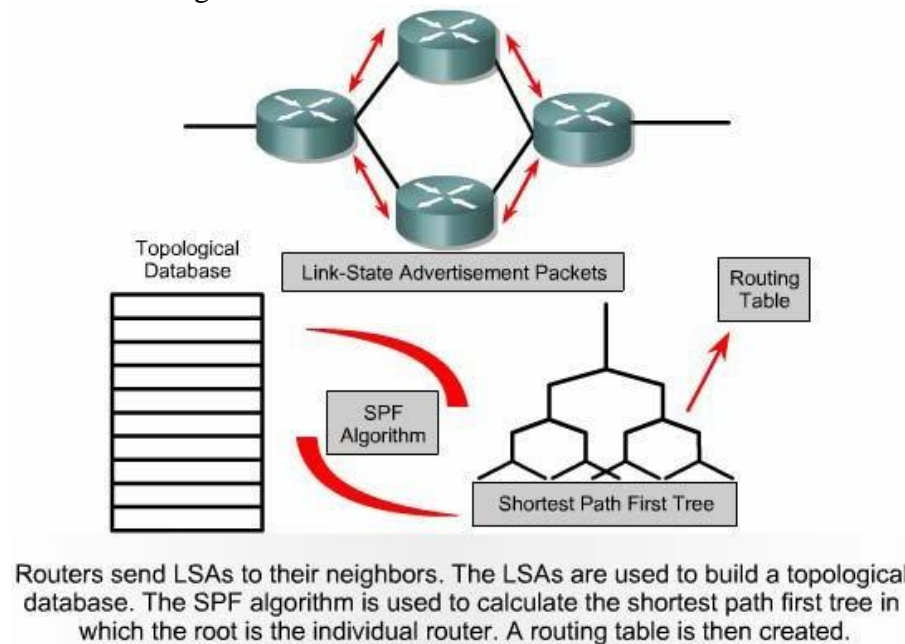 Topological
Database
Link-State Advertisement Packets
Routing
Table
SPF
Algorithm
Shortest Path First Tree
Routers send LSAs to their neighbors. The LSAs are used to build a topological
database. The SPF algorithm is used to calculate the shortest path first tree in
which the root is the individual router. A routing table is then created.